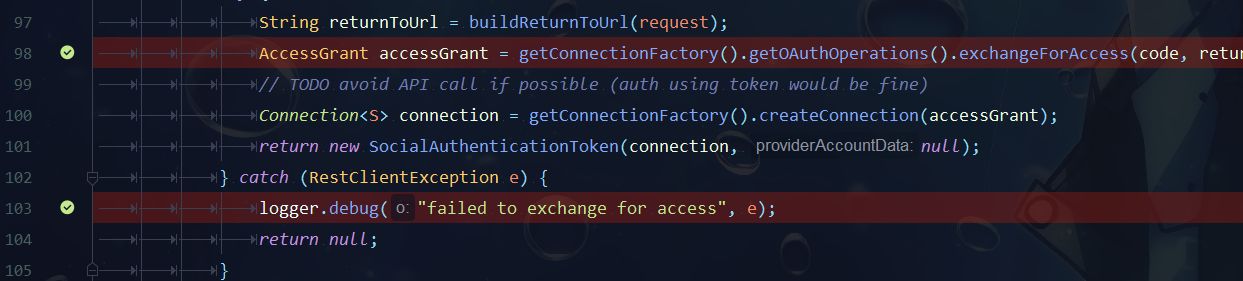 97 String returnToUrl = buildReturnToUrl(request);
98 AccessGrant accessGrant = getConnectionFactory().getOAuthOperations().exchangeForAccess(code, retur
99 // TODO avoid API call if possible (auth using token would be fine)
100 Connection<S> connection = getConnectionFactory().createConnection(accessGrant);
101 return new SocialAuthenticationToken(connection, providerAccountData: null);
102 } catch (RestClientException e) {
103 logger.debug( o: "failed to exchange for access", e);
104 return null;
105 }